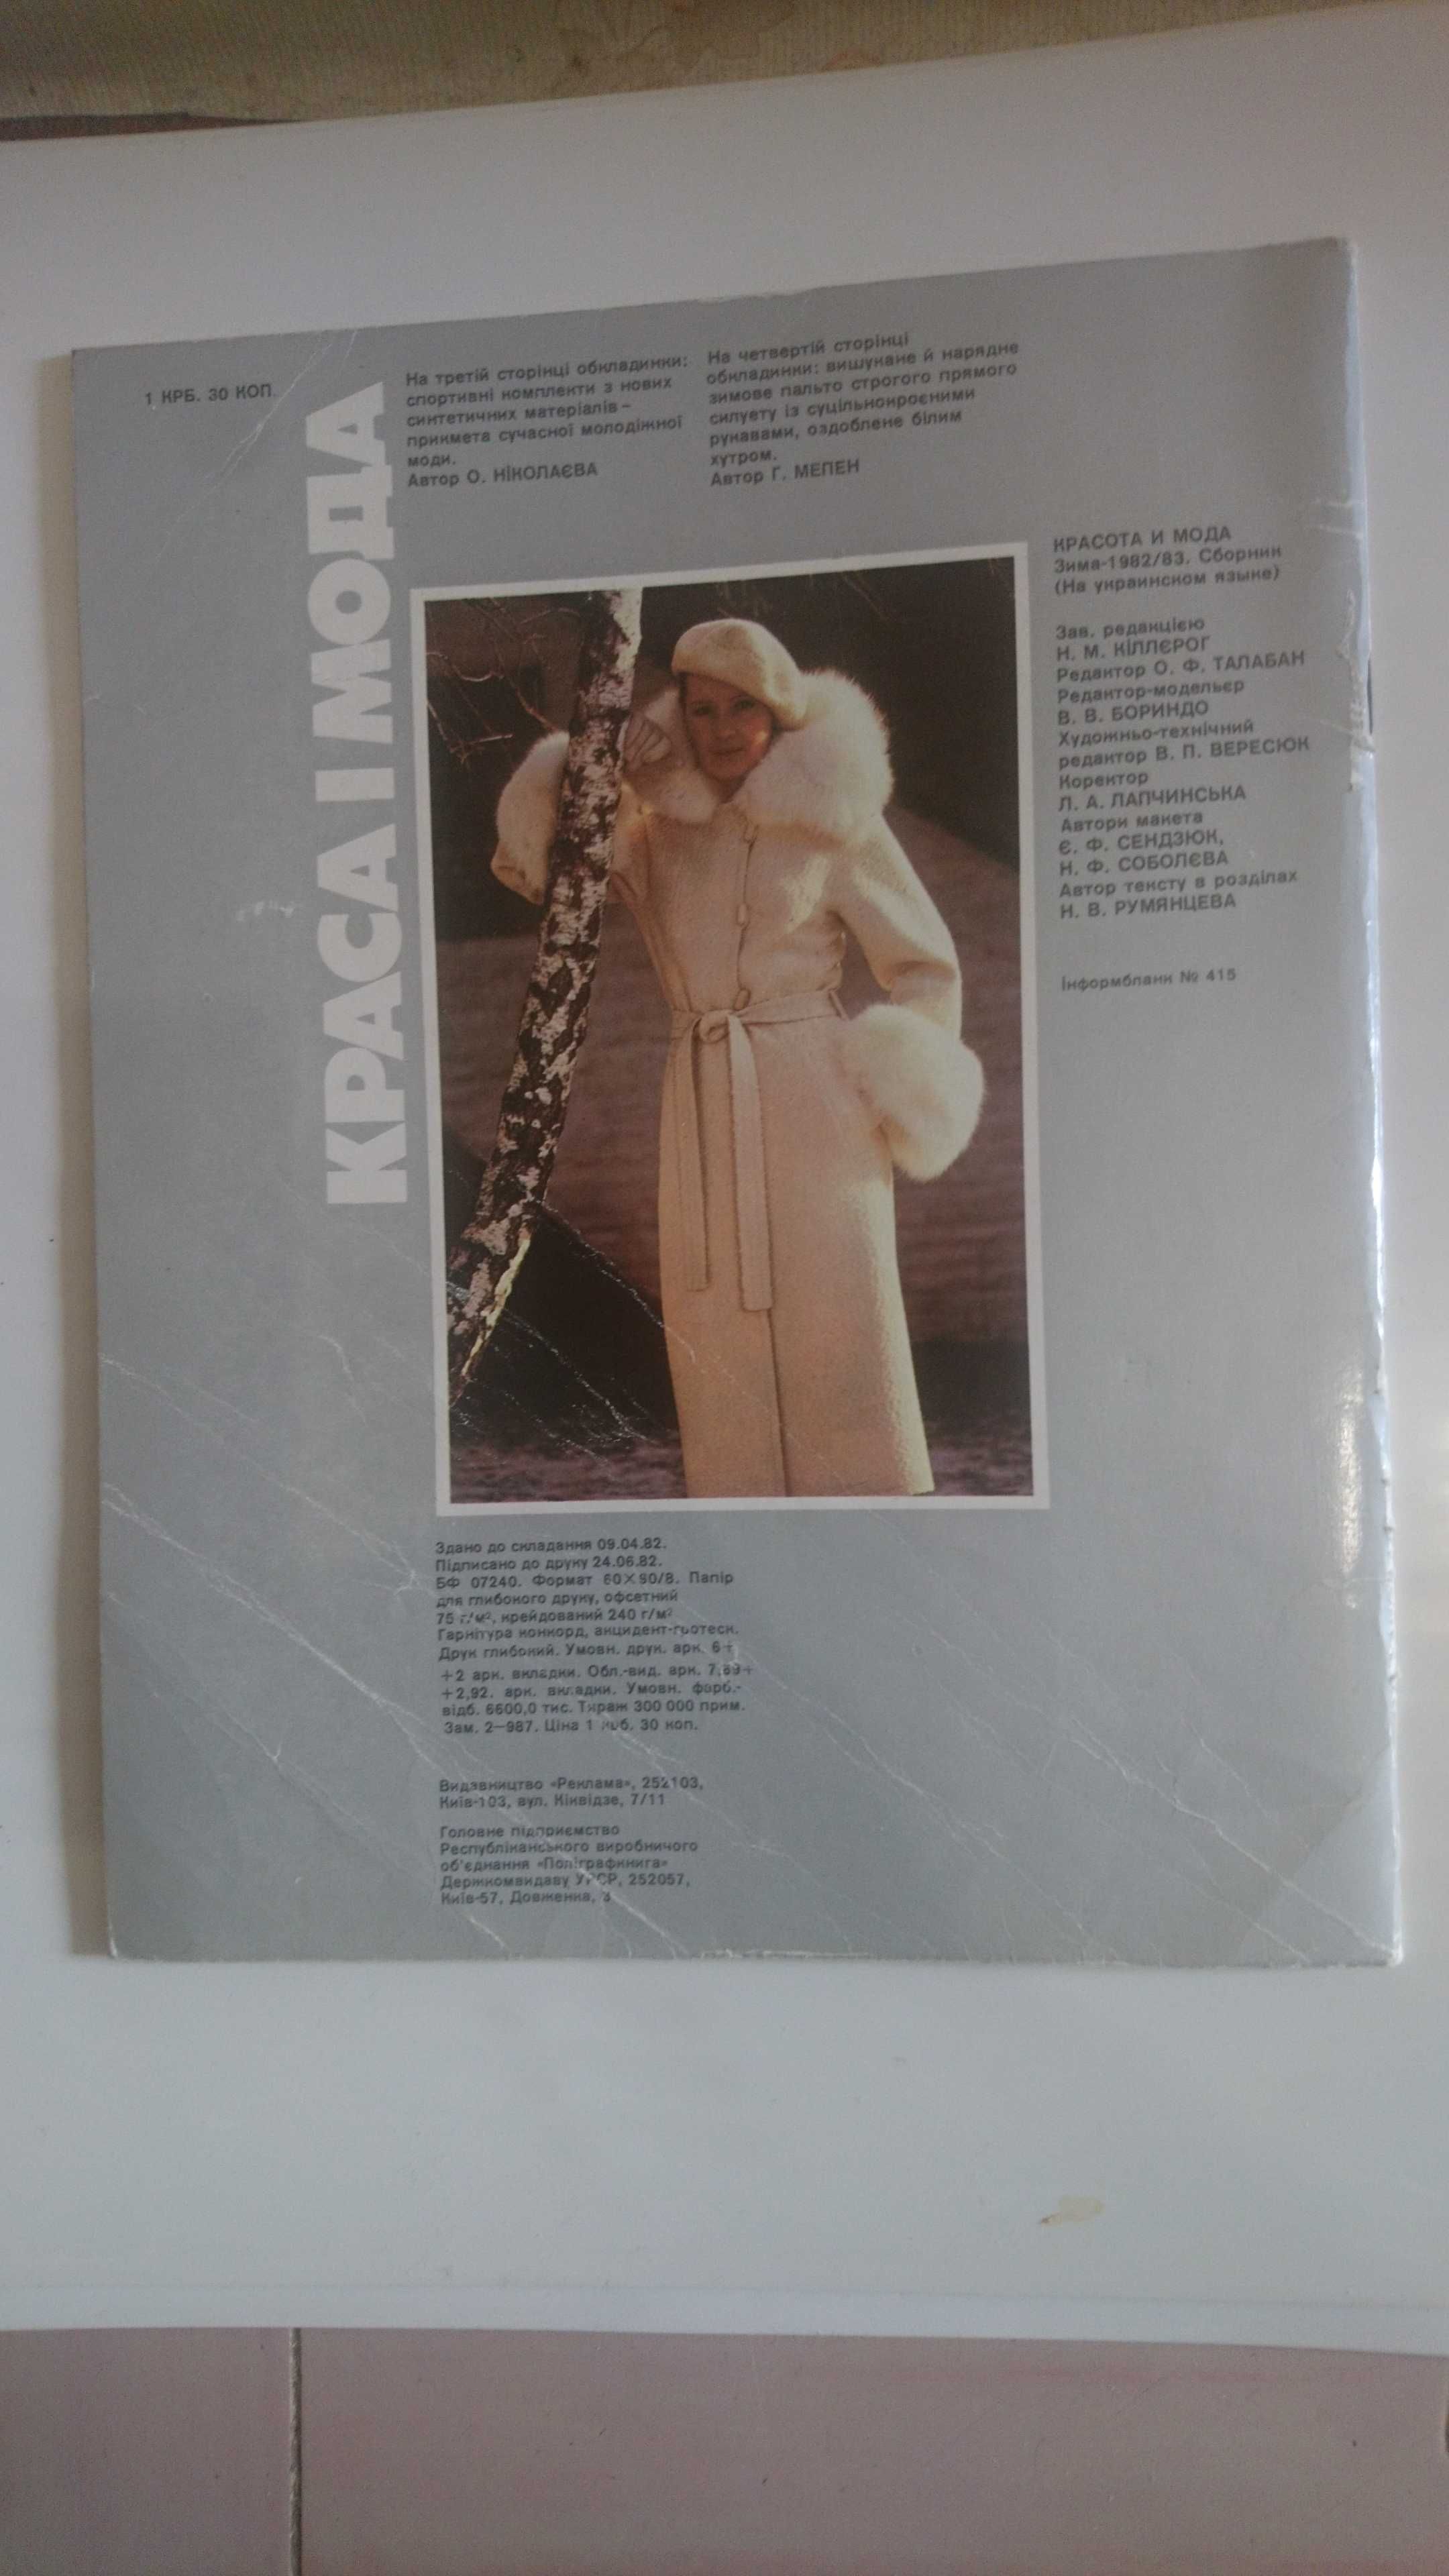 1 КРБ. 30 КОП.
КРАСА І МОДА
На третій сторінці обкладинки:
спортивні комплекти з нових
синтетичних матеріалів –
прикмета сучасної молодіжної
моди.
Автор О. НІКОЛАЄВА
На четвертій сторінці
обкладинки: вишукане й нарядне
зимове пальто строгого прямого
силуету із суцільнокроєними
рукавами, оздоблене білим
хутром.
Автор Г. МЕПЕН
КРАСОТА И МОДА
Зима-1982/83. Сборник
(На украинском языке)
Зав. редакцією
Н. М. КІЛЛЄРОГ
Редактор О. Ф. ТАЛАБАН
Редактор-модельєр
В. В. БОРИНДО
Художньо-технічний
редактор В. П. ВЕРЕСЮК
Коректор
Л. А. ЛАПЧИНСЬКА
Автори макета
Є. Ф. СЕНДЗЮК,
Н. Ф. СОБОЛЄВА
Автор тексту в розділах
Н. В. РУМЯНЦЕВА
Інформбланк № 415
Здано до складання 09.04.82.
Підписано до друку 24.06.82.
БФ 07240. Формат 60×90/8. Папір
для глибокого друку, офсетний
75 г/м², крейдований 240 г/м²
Гарнітура конкорд, акцидент-гротеск.
Друк глибокий. Умовн. друк. арк. 6+
+2 арк. вкладки. Обл.-вид. арк. 7,89+
+2,92. арк. вкладки. Умовн. фарб.-
відб. 6600,0 тис. Тираж 300 000 прим.
Зам. 2—987. Ціна 1 крб. 30 коп.
Видавництво «Реклама», 252103,
Київ-103, вул. Кіквідзе, 7/11
Головне підприємство
Республіканського виробничого
об'єднання «Поліграфкнига»
Держкомвидаву УРСР, 252057,
Київ-57, Довженка, 3